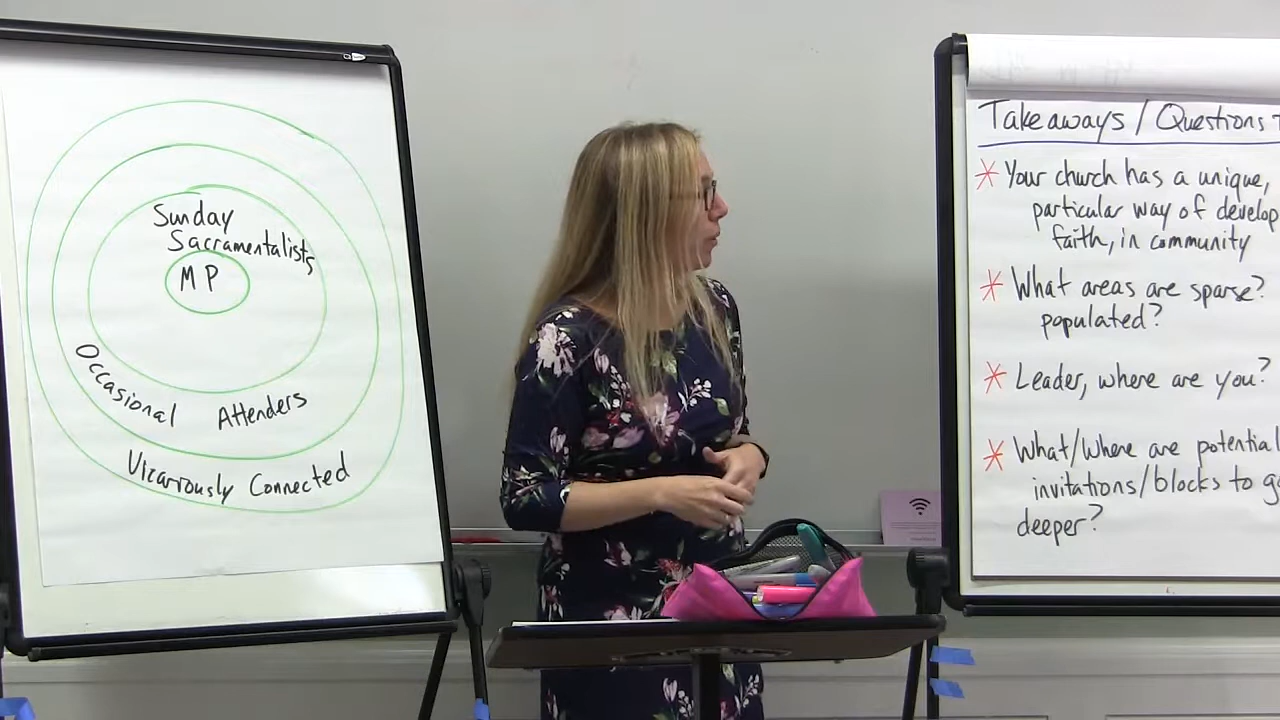 Sunday
Sacramentalists
M P
Occasional Attenders
Vicariously Connected
Takeaways / Questions
* Your church has a unique,
particular way of develop
faith, in community
* What areas are sparse?
populated?
* Leader, where are you?
* What/Where are potential
invitations/blocks to go
deeper?